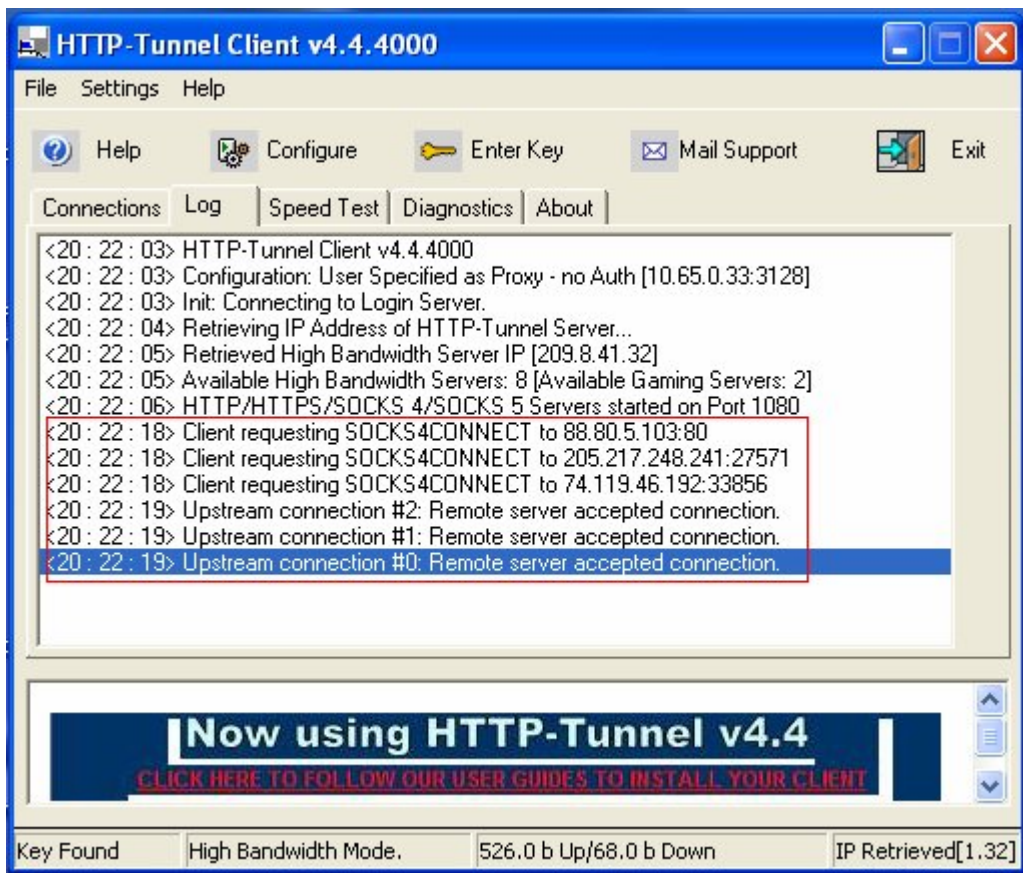 HTTP-Tunnel Client v4.4.4000
File Settings Help
Help Configure Enter Key Mail Support Exit
Connections Log Speed Test Diagnostics About
<20 : 22 : 03> HTTP-Tunnel Client v4.4.4000
<20 : 22 : 03> Configuration: User Specified as Proxy - no Auth [10.65.0.33:3128]
<20 : 22 : 03> Init: Connecting to Login Server.
<20 : 22 : 04> Retrieving IP Address of HTTP-Tunnel Server...
<20 : 22 : 05> Retrieved High Bandwidth Server IP [209.8.41.32]
<20 : 22 : 05> Available High Bandwidth Servers: 8 [Available Gaming Servers: 2]
<20 : 22 : 06> HTTP/HTTPS/SOCKS 4/SOCKS 5 Servers started on Port 1080
<20 : 22 : 18> Client requesting SOCKS4CONNECT to 88.80.5.103:80
<20 : 22 : 18> Client requesting SOCKS4CONNECT to 205.217.248.241:27571
<20 : 22 : 18> Client requesting SOCKS4CONNECT to 74.119.46.192:33856
<20 : 22 : 19> Upstream connection #2: Remote server accepted connection.
<20 : 22 : 19> Upstream connection #1: Remote server accepted connection.
<20 : 22 : 19> Upstream connection #0: Remote server accepted connection.
Now using HTTP-Tunnel v4.4
CLICK HERE TO FOLLOW OUR USER GUIDES TO INSTALL YOUR CLIENT
Key Found High Bandwidth Mode. 526.0 b Up/68.0 b Down IP Retrieved[1.32]